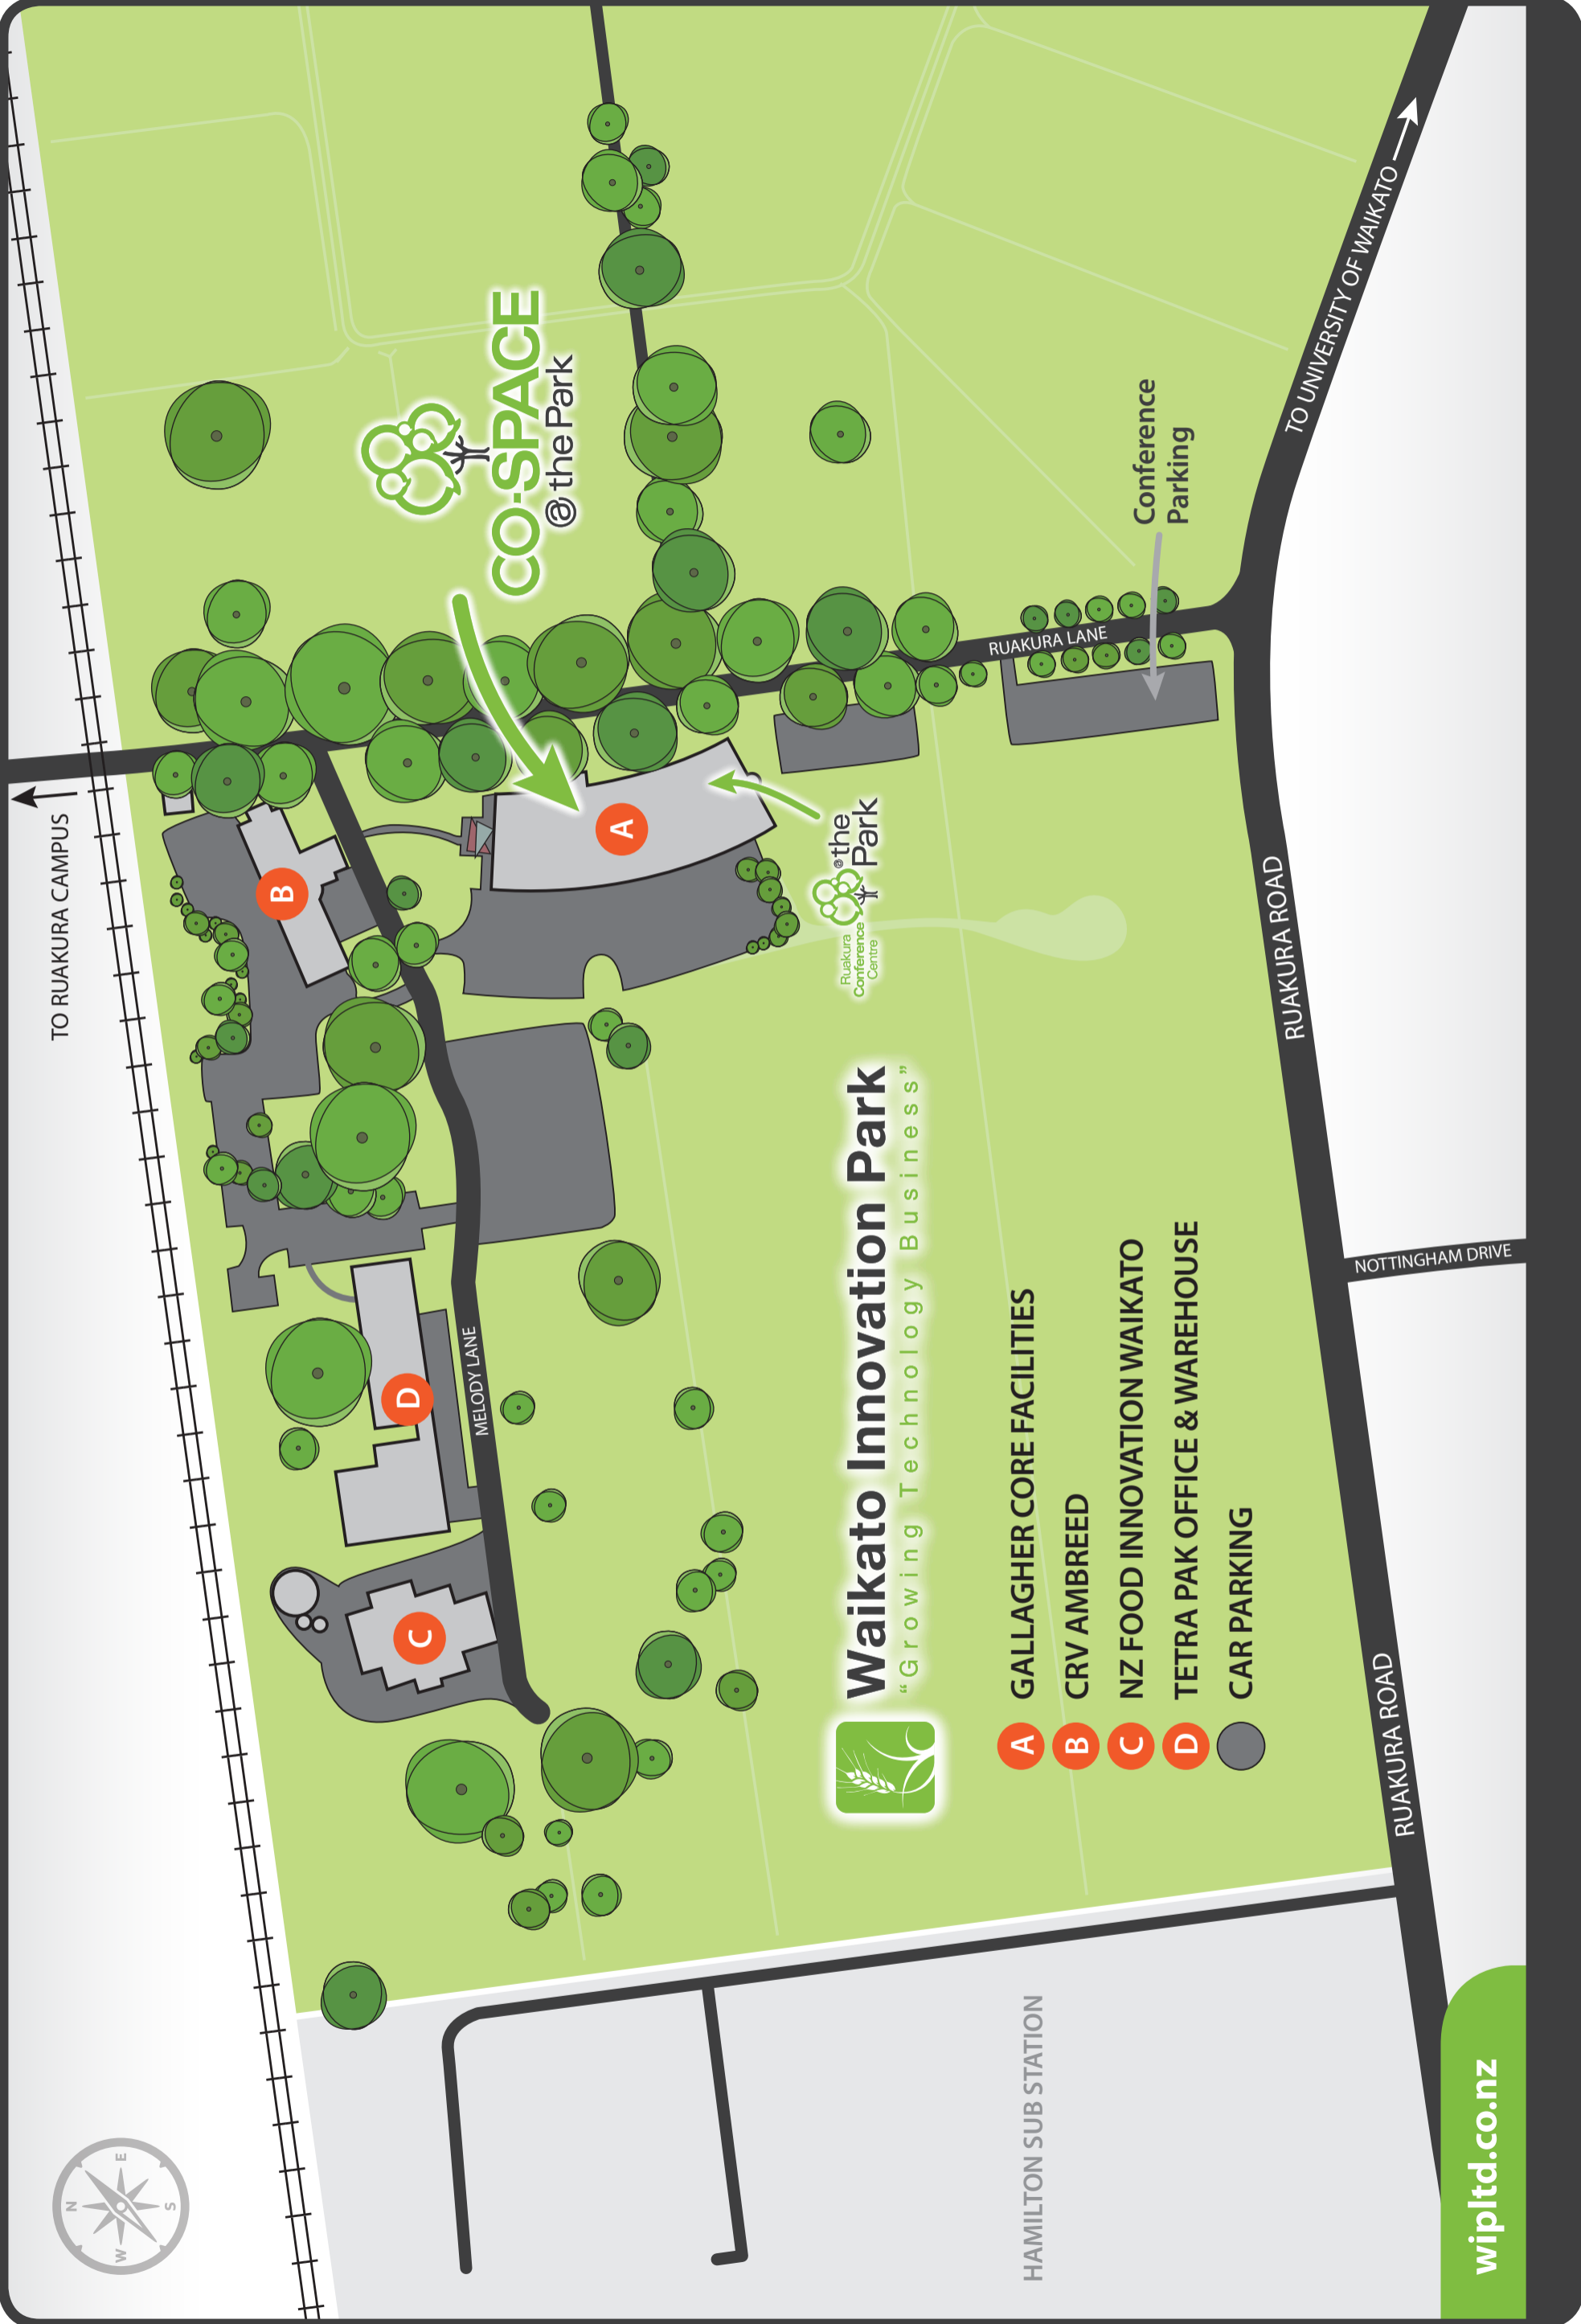 TO RUAKURA CAMPUS
N
E
S
W
CO·SPACE
@ the Park
A
B
C
D
MELODY LANE
RUAKURA LANE
Ruakura
Conference
Centre
@the
Park
Conference
Parking
TO UNIVERSITY OF WAIKATO
RUAKURA ROAD
NOTTINGHAM DRIVE
RUAKURA ROAD
Waikato Innovation Park
“Growing Technology Business”
A GALLAGHER CORE FACILITIES
B CRV AMBREED
C NZ FOOD INNOVATION WAIKATO
D TETRA PAK OFFICE & WAREHOUSE
CAR PARKING
HAMILTON SUB STATION
wipltd.co.nz